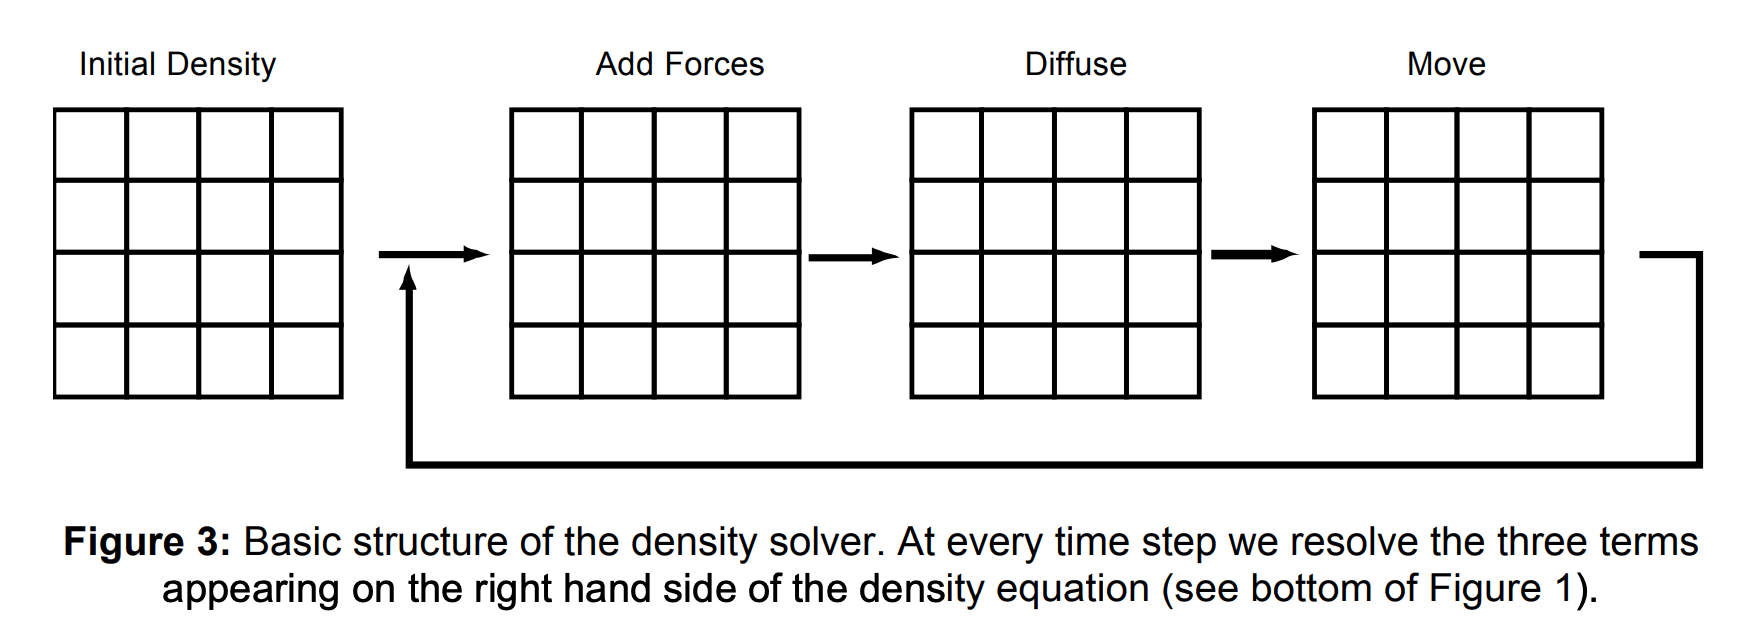 Initial Density Add Forces Diffuse Move
Figure 3: Basic structure of the density solver. At every time step we resolve the three terms
appearing on the right hand side of the density equation (see bottom of Figure 1).